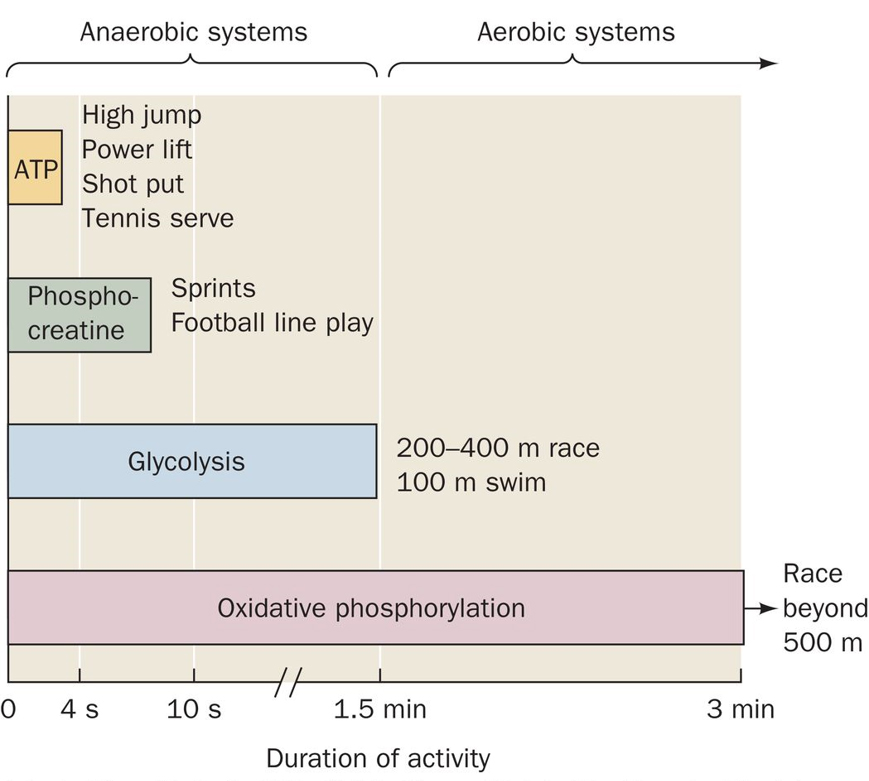 Anaerobic systems
Aerobic systems
ATP
High jump
Power lift
Shot put
Tennis serve
Phospho-
creatine
Sprints
Football line play
Glycolysis
200–400 m race
100 m swim
Oxidative phosphorylation
Race
beyond
500 m
0
4 s
10 s
1.5 min
3 min
Duration of activity